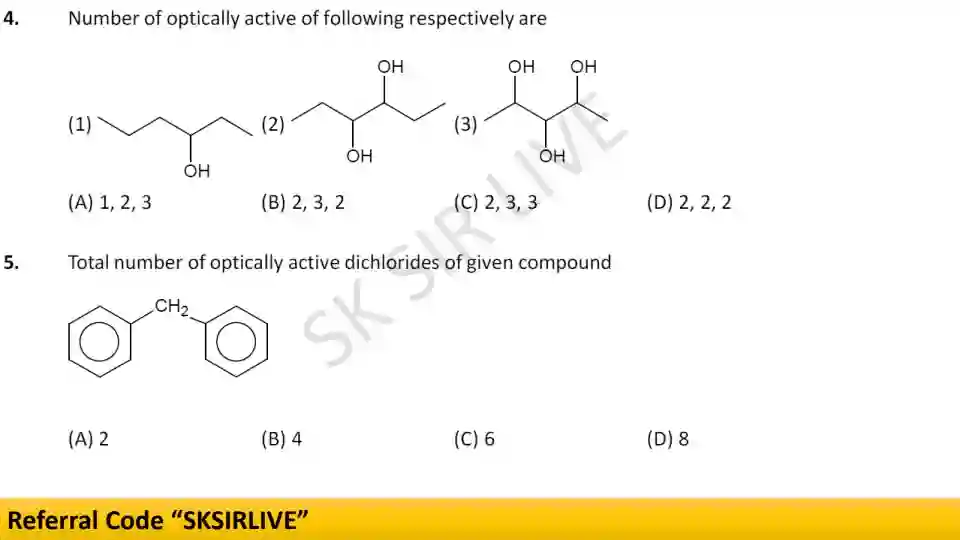 4. Number of optically active of following respectively are
OH OH OH
(1) (2) (3)
OH OH
OH
(A) 1, 2, 3 (B) 2, 3, 2 (C) 2, 3, 3 (D) 2, 2, 2
5. Total number of optically active dichlorides of given compound
CH2
(A) 2 (B) 4 (C) 6 (D) 8
SK SIR LIVE
Referral Code “SKSIRLIVE”